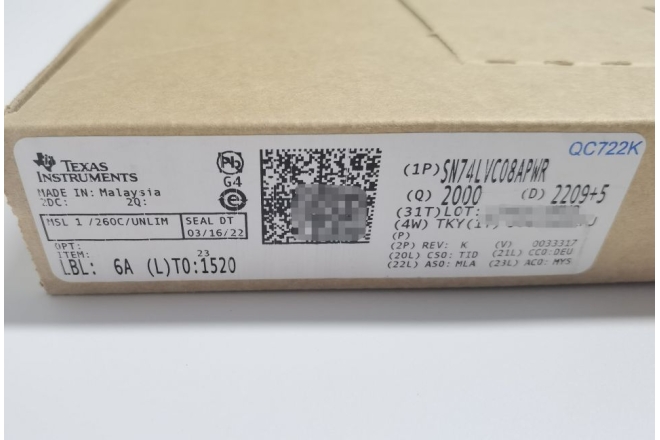 QC722K
TEXAS
INSTRUMENTS
MADE IN: Malaysia
2DC: 2Q:
Pb
G4
e
MSL 1 /260C/UNLIM
SEAL DT
03/16/22
OPT:
ITEM: 23
LBL: 6A (L)T0:1520
(1P)SN74LVC08APWR
(Q) 2000 (D) 2209+5
(31T)LOT:
(4W) TKY(1T)
(P)
(2P) REV: K (V) 0033317
(20L) CSO: TID (21L) CCO:DEU
(22L) ASO: MLA (23L) ACO: MYS